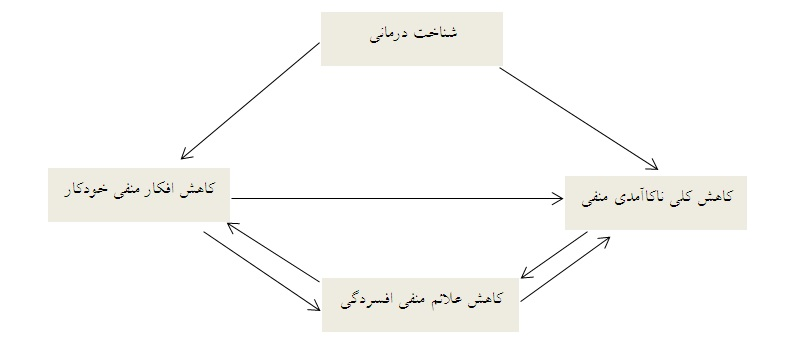 شناخت درمانی
کاهش افکار منفی خودکار
کاهش کلی ناکاآمدی منفی
کاهش علائم منفی افسردگی